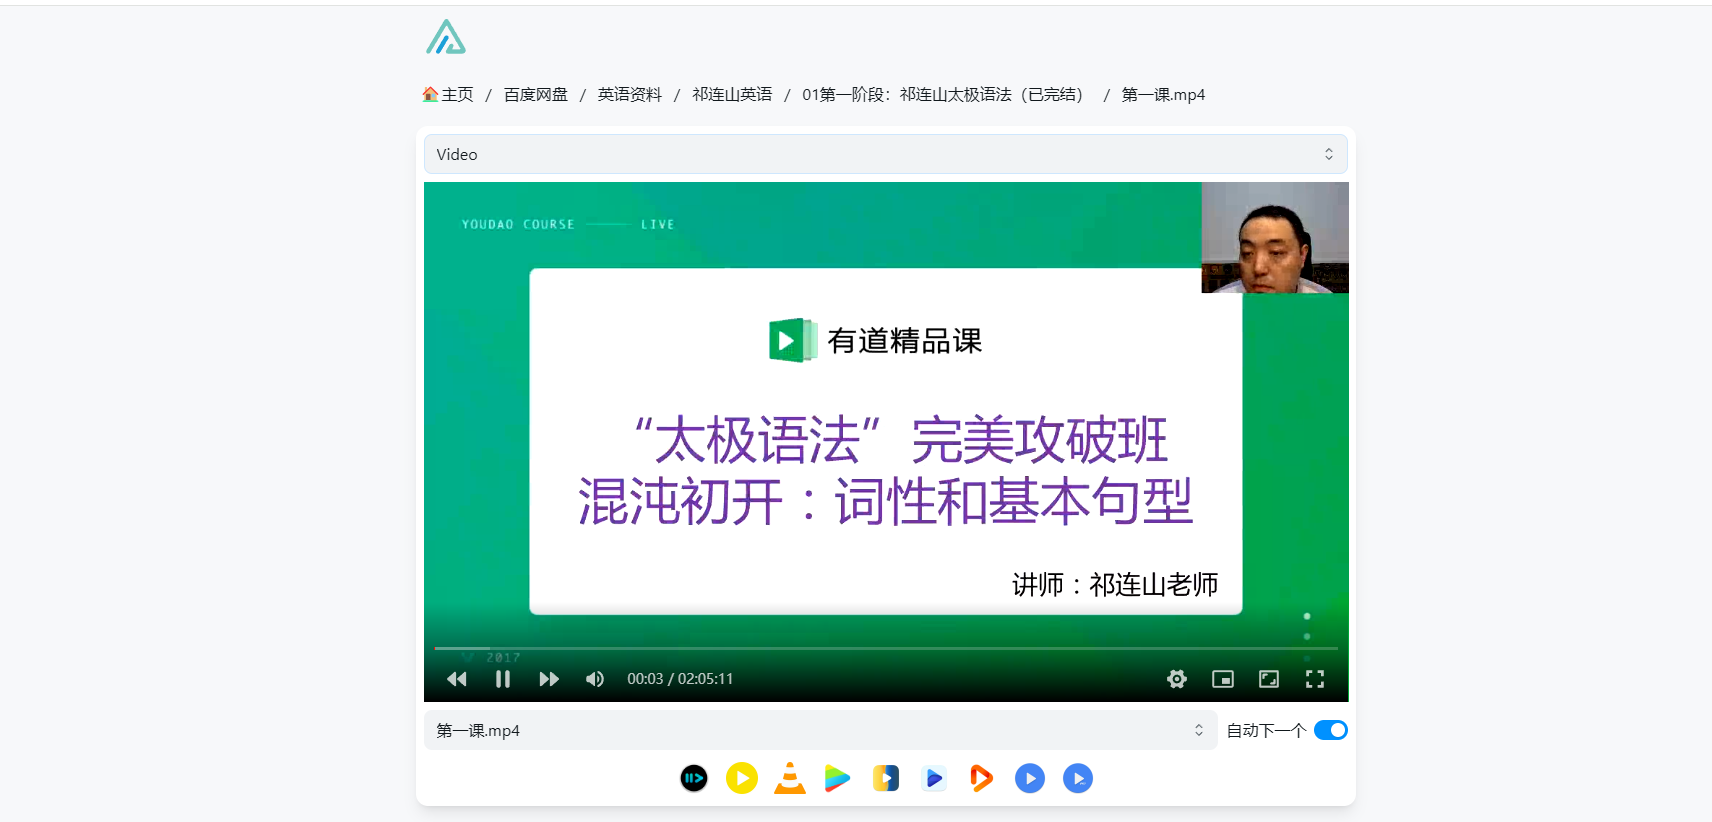 主页 / 百度网盘 / 英语资料 / 祁连山英语 / 01第一阶段：祁连山太极语法（已完结） / 第一课.mp4
Video
YOUDAO COURSE LIVE
有道精品课
“太极语法”完美攻破班
混沌初开：词性和基本句型
讲师：祁连山老师
2017
00:03 / 02:05:11
第一课.mp4
自动下一个